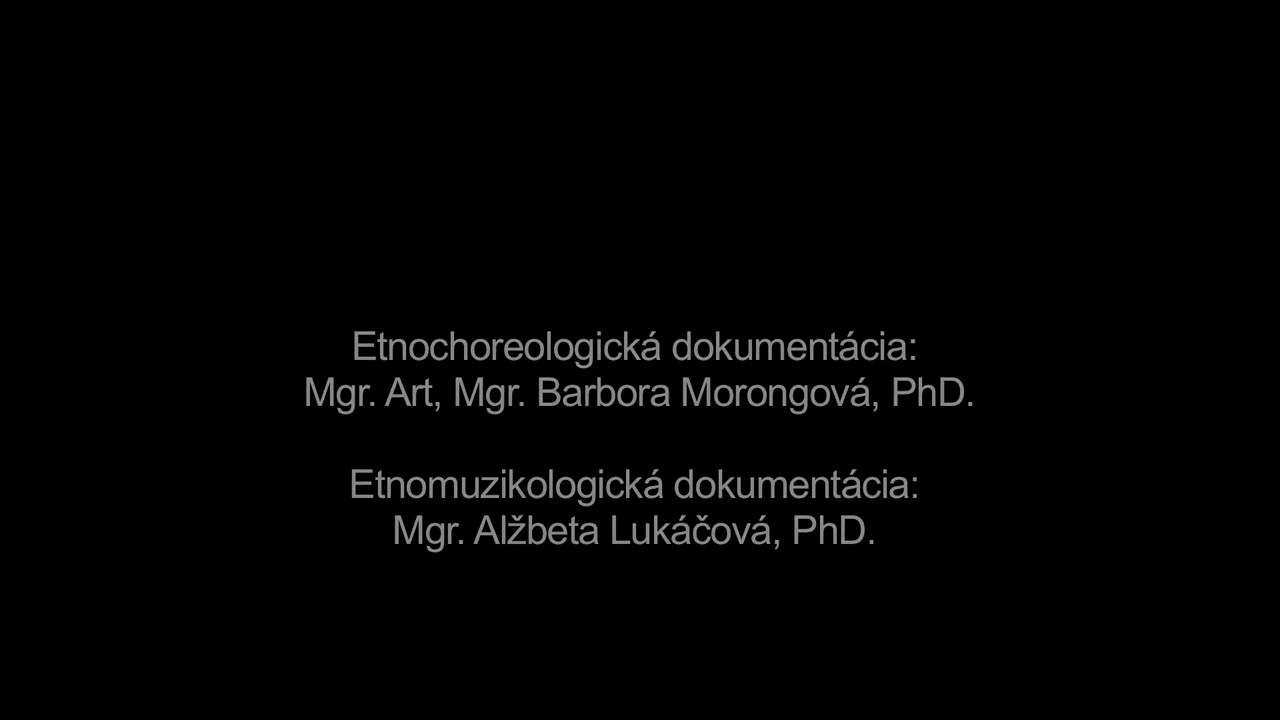 Etnochoreologická dokumentácia:
Mgr. Art, Mgr. Barbora Morongová, PhD.
Etnomuzikologická dokumentácia:
Mgr. Alžbeta Lukáčová, PhD.